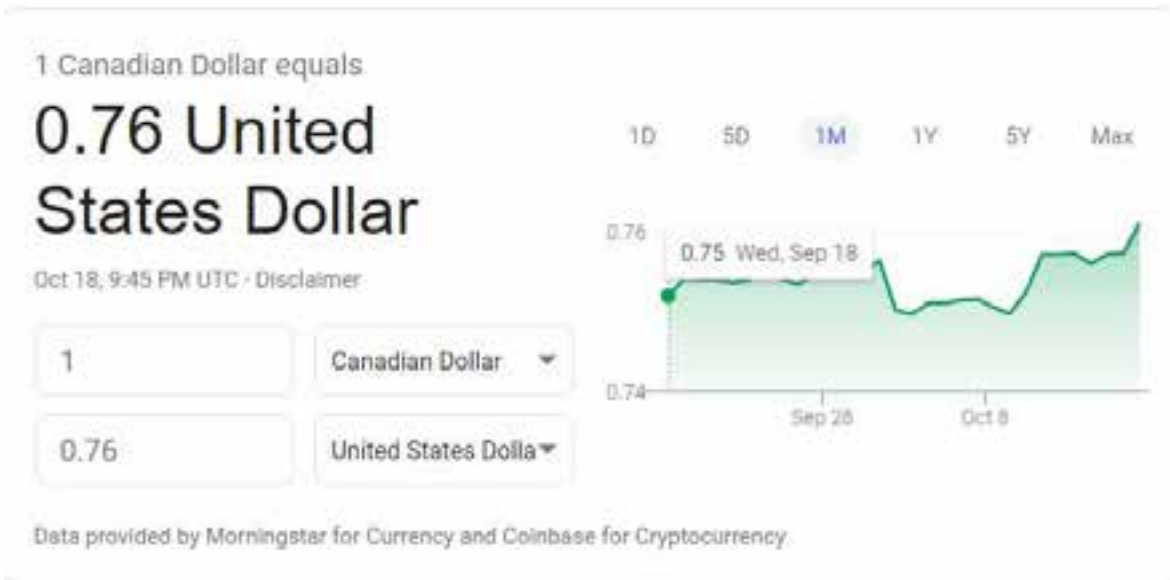 1 Canadian Dollar equals
0.76 United
States Dollar
Oct 18, 9:45 PM UTC · Disclaimer
1 Canadian Dollar
0.76 United States Dolla
1D 5D 1M 1Y 5Y Max
0.76
0.75 Wed, Sep 18
0.74
Sep 28 Oct 8
Data provided by Morningstar for Currency and Coinbase for Cryptocurrency